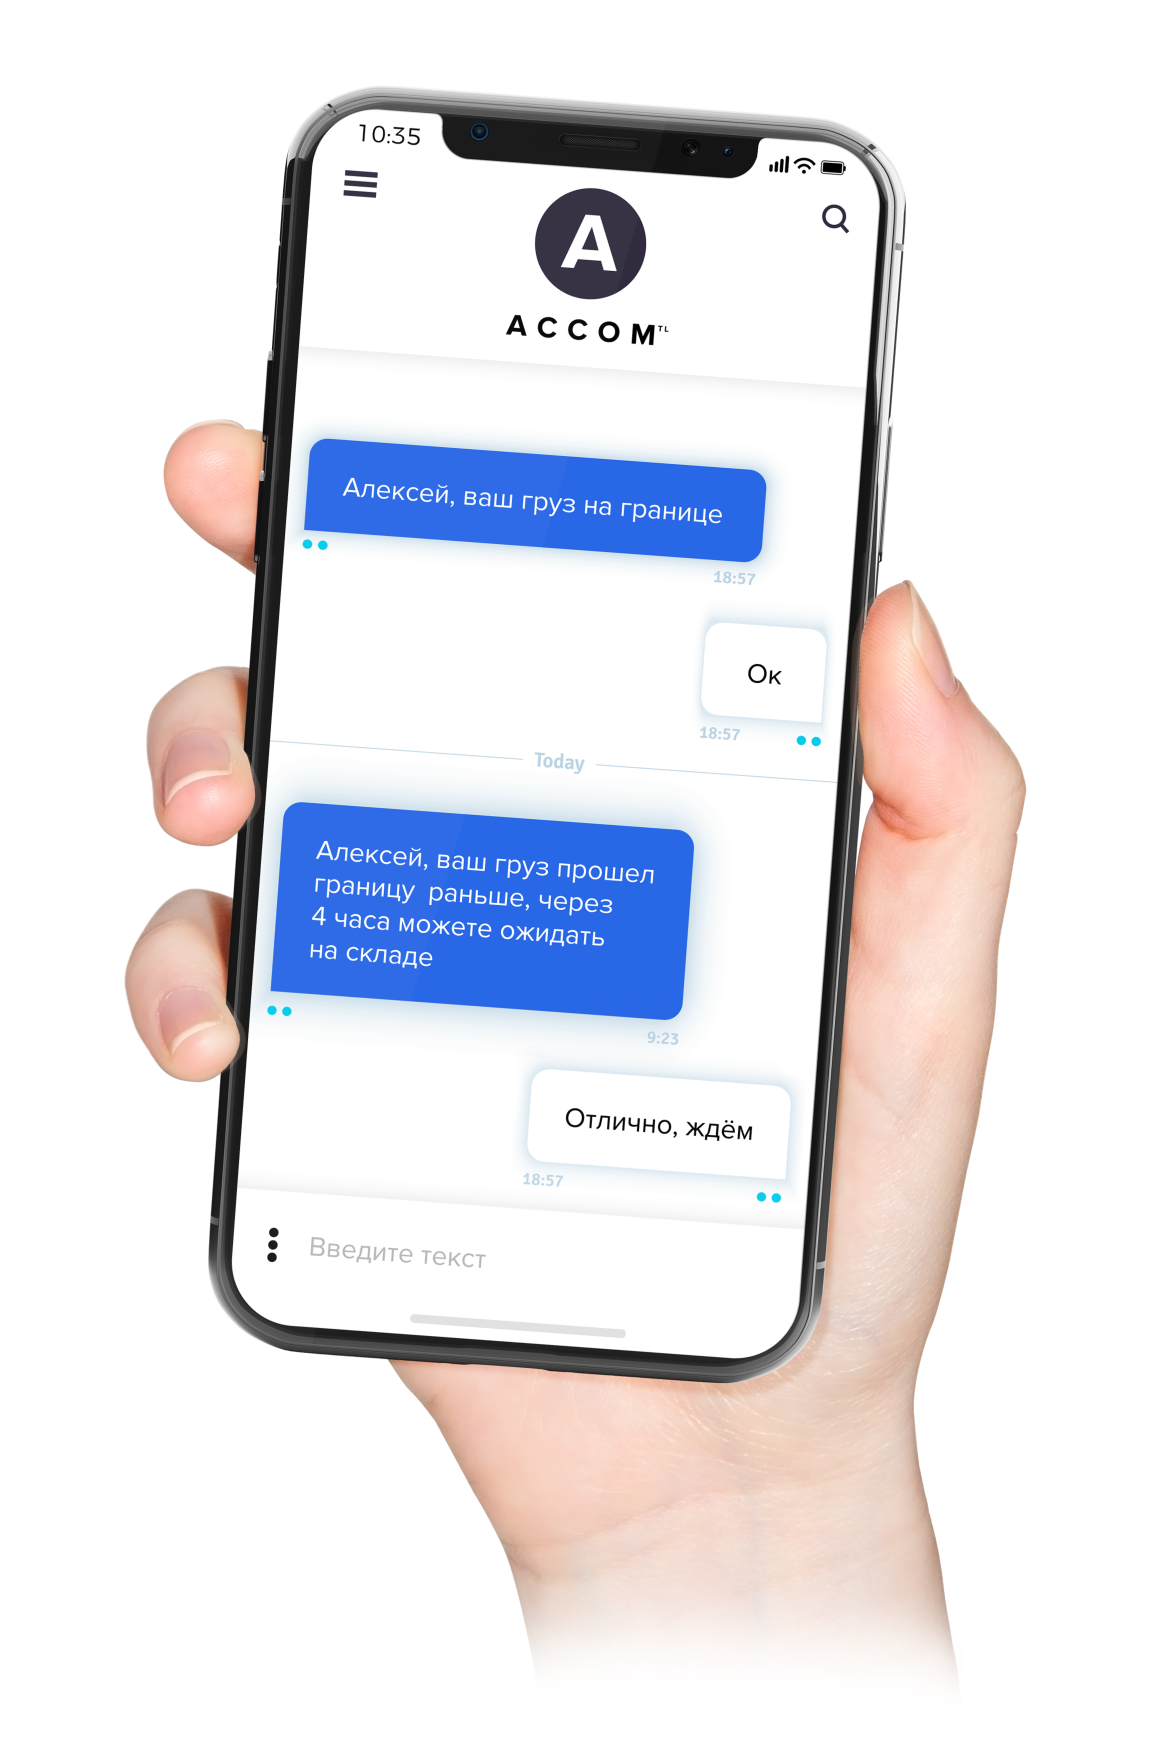 10:35
A
ACCOM TL
Алексей, ваш груз на границе
18:57
Ок
18:57
Today
Алексей, ваш груз прошел
границу раньше, через
4 часа можете ожидать
на складе
9:23
Отлично, ждём
18:57
Введите текст